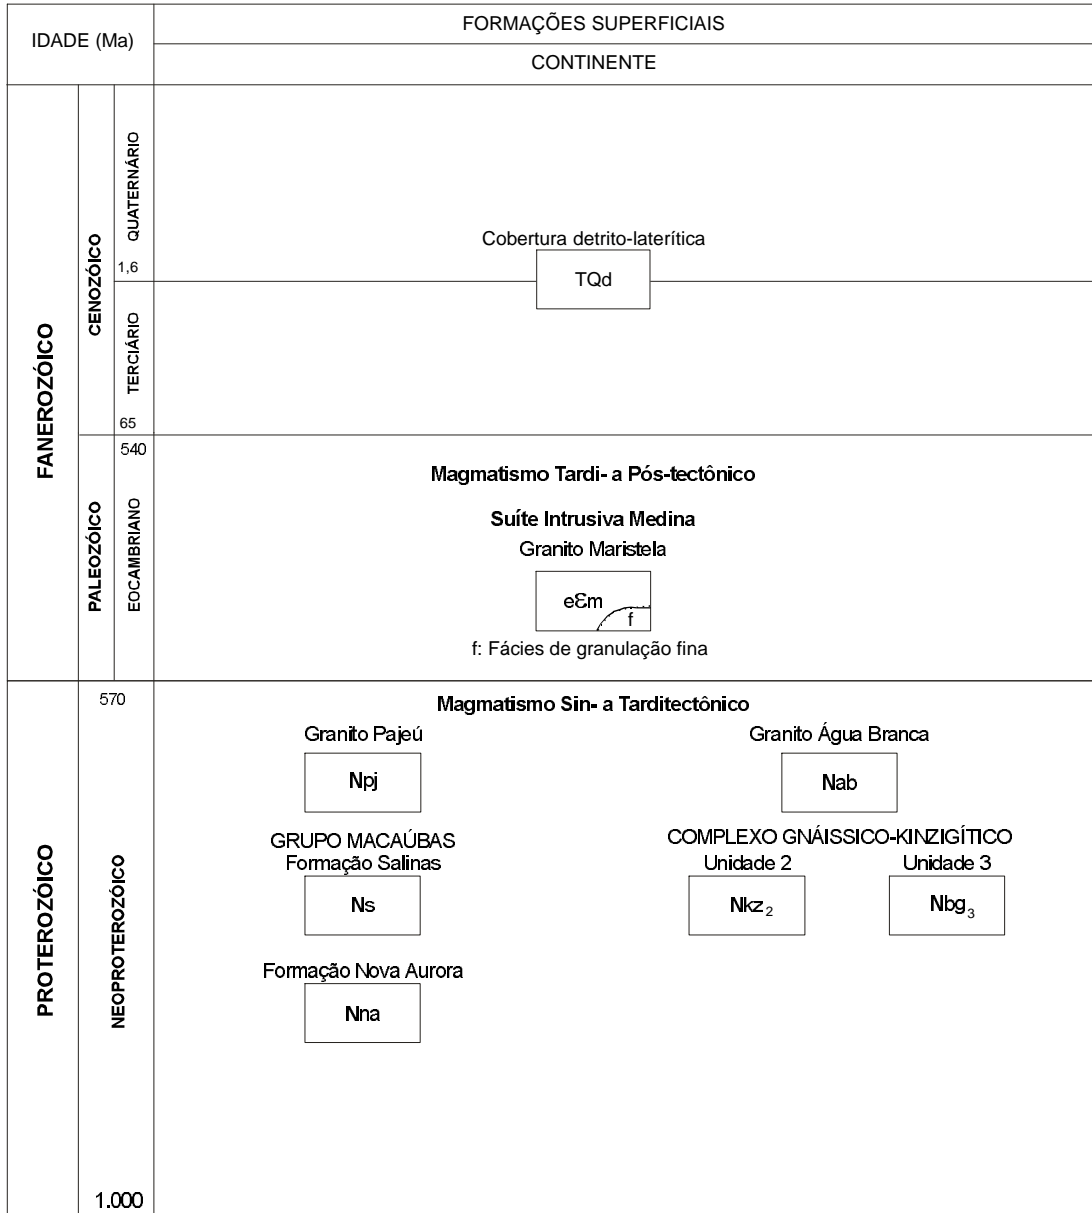 IDADE (Ma)
FORMAÇÕES SUPERFICIAIS
CONTINENTE
FANEROZÓICO
CENOZÓICO
QUATERNÁRIO
1,6
Cobertura detrito-laterítica
TQd
TERCIÁRIO
65
PALEOZÓICO
EOCAMBRIANO
540
Magmatismo Tardi- a Pós-tectônico
Suíte Intrusiva Medina
Granito Maristela
eƐm
f
f: Fácies de granulação fina
PROTEROZÓICO
NEOPROTEROZÓICO
570
Magmatismo Sin- a Tarditectônico
Granito Pajeú
Npj
Granito Água Branca
Nab
GRUPO MACAÚBAS
Formação Salinas
Ns
COMPLEXO GNÁISSICO-KINZIGÍTICO
Unidade 2
Nkz₂
Unidade 3
Nbg₃
Formação Nova Aurora
Nna
1.000